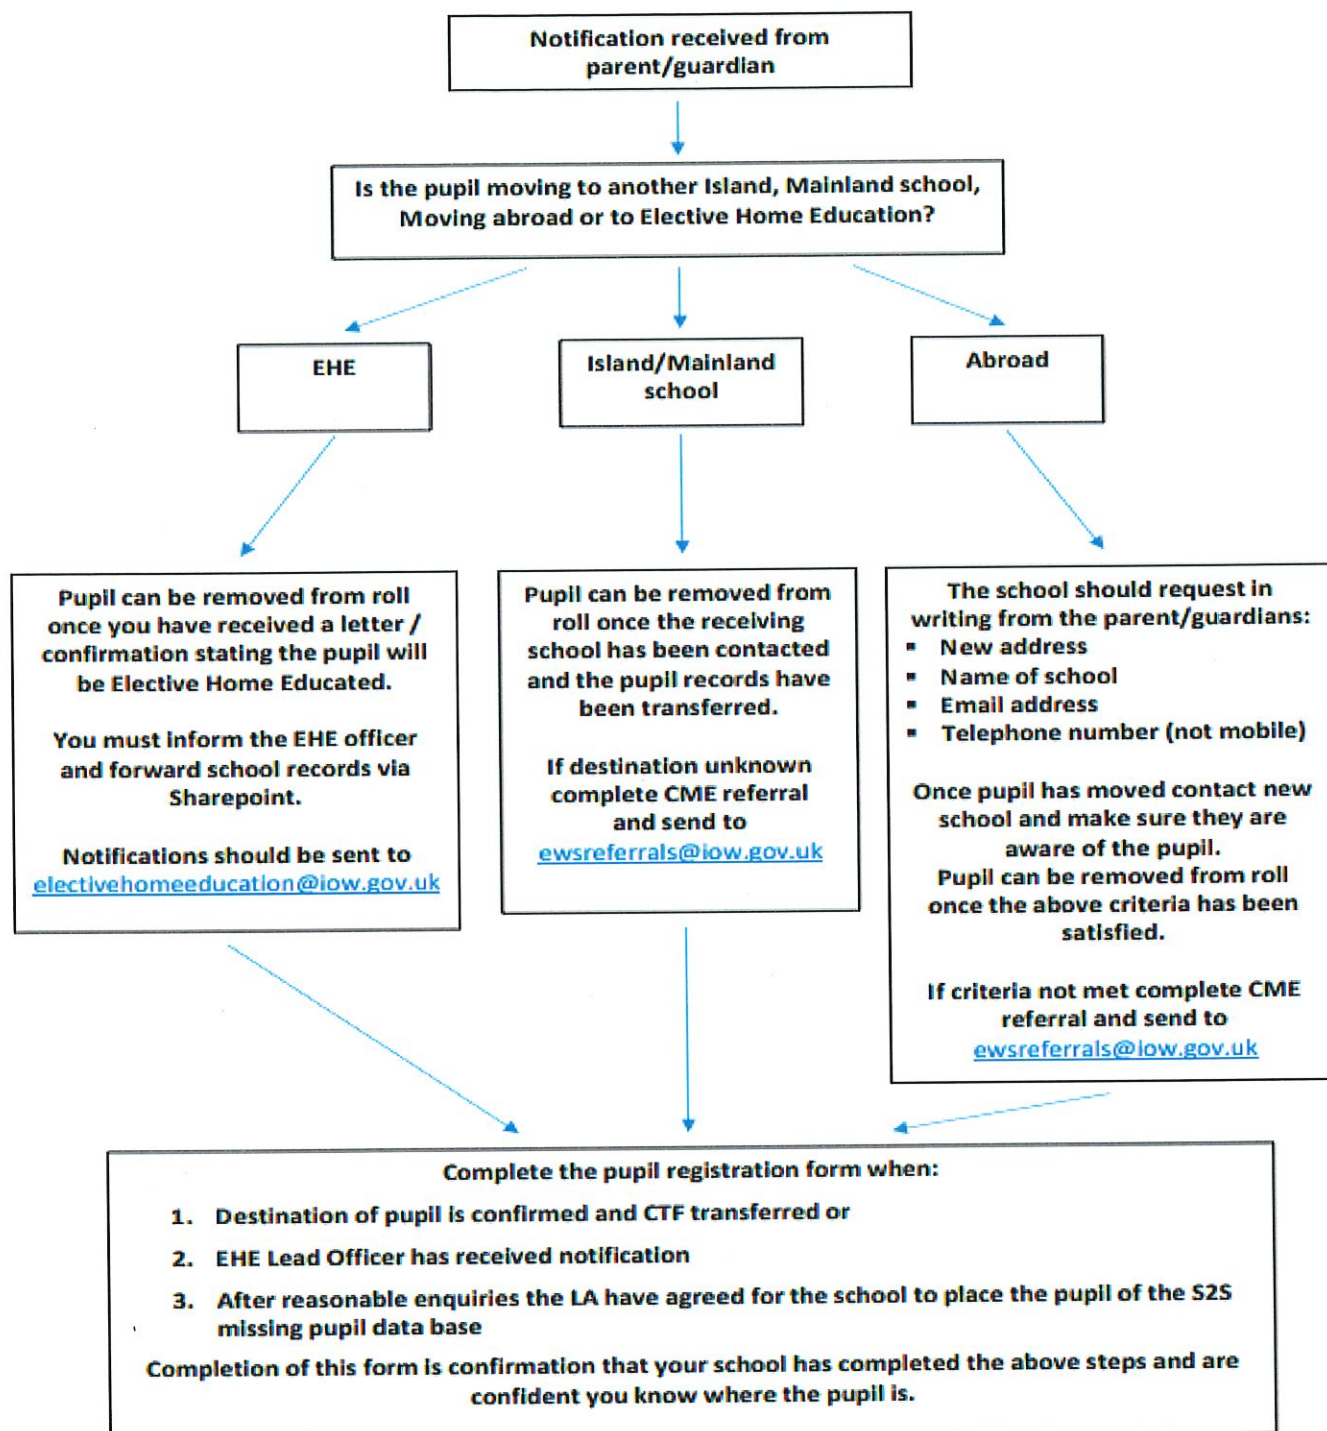 Notification received from
parent/guardian
Is the pupil moving to another Island, Mainland school,
Moving abroad or to Elective Home Education?
EHE
Island/Mainland
school
Abroad
Pupil can be removed from roll
once you have received a letter /
confirmation stating the pupil will
be Elective Home Educated.
You must inform the EHE officer
and forward school records via
Sharepoint.
Notifications should be sent to
electivehomeeducation@iow.gov.uk
Pupil can be removed from
roll once the receiving
school has been contacted
and the pupil records have
been transferred.
If destination unknown
complete CME referral
and send to
ewsreferrals@iow.gov.uk
The school should request in
writing from the parent/guardians:
▪ New address
▪ Name of school
▪ Email address
▪ Telephone number (not mobile)
Once pupil has moved contact new
school and make sure they are
aware of the pupil.
Pupil can be removed from roll
once the above criteria has been
satisfied.
If criteria not met complete CME
referral and send to
ewsreferrals@iow.gov.uk
Complete the pupil registration form when:
1. Destination of pupil is confirmed and CTF transferred or
2. EHE Lead Officer has received notification
3. After reasonable enquiries the LA have agreed for the school to place the pupil of the S2S
missing pupil data base
Completion of this form is confirmation that your school has completed the above steps and are
confident you know where the pupil is.